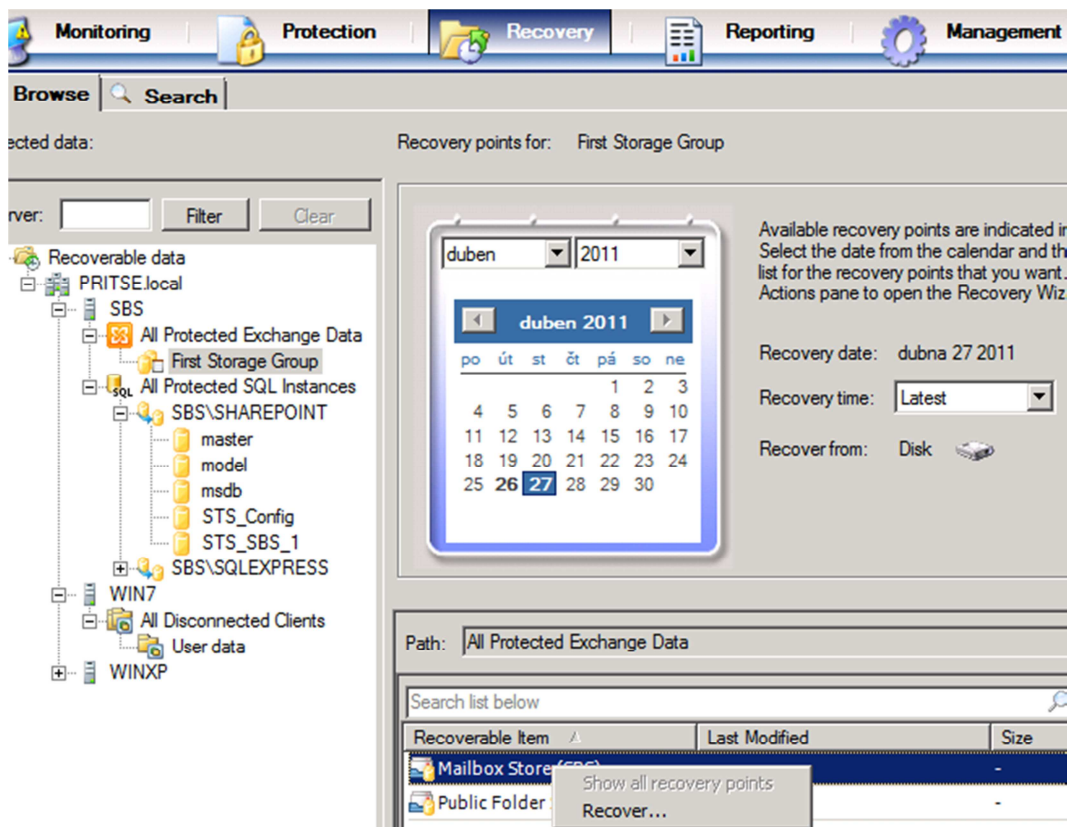 Monitoring Protection Recovery Reporting Management
Browse Search
ected data:
rver: Filter Clear
Recoverable data
PRITSE.local
SBS
All Protected Exchange Data
First Storage Group
All Protected SQL Instances
SBS\SHAREPOINT
master
model
msdb
STS_Config
STS_SBS_1
SBS\SQLEXPRESS
WIN7
All Disconnected Clients
User data
WINXP
Recovery points for: First Storage Group
duben 2011
duben 2011
po út st čt pá so ne
1 2 3
4 5 6 7 8 9 10
11 12 13 14 15 16 17
18 19 20 21 22 23 24
25 26 27 28 29 30
Available recovery points are indicated in
Select the date from the calendar and th
list for the recovery points that you want.
Actions pane to open the Recovery Wiz
Recovery date: dubna 27 2011
Recovery time: Latest
Recover from: Disk
Path: All Protected Exchange Data
Search list below
Recoverable Item Last Modified Size
Mailbox Store (SBS) -
Public Folder -
Show all recovery points
Recover...